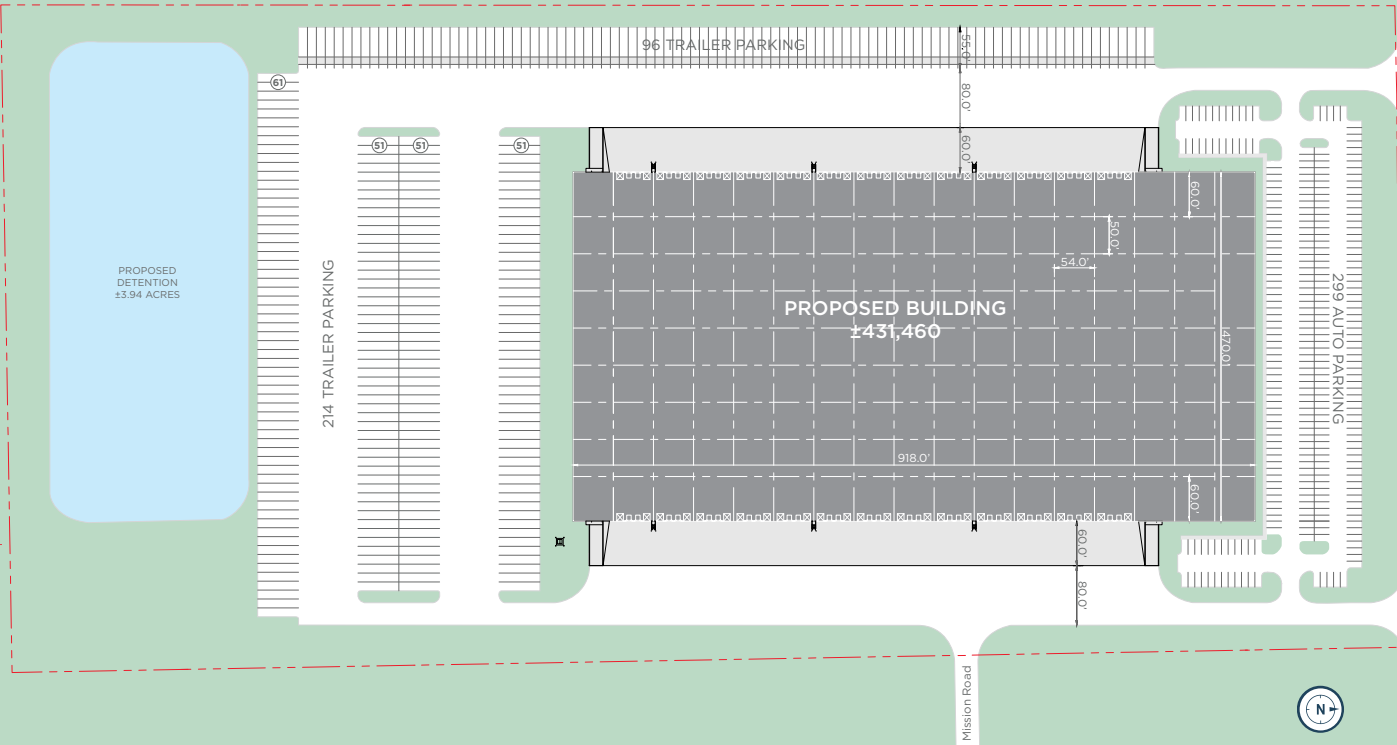 96 TRAILER PARKING
55.0'
80.0'
61
51
51
51
60.0'
60.0'
50.0'
54.0'
PROPOSED
DETENTION
±3.94 ACRES
214 TRAILER PARKING
PROPOSED BUILDING
±431,460
299 AUTO PARKING
470.0'
918.0'
60.0'
60.0'
80.0'
Mission Road
N